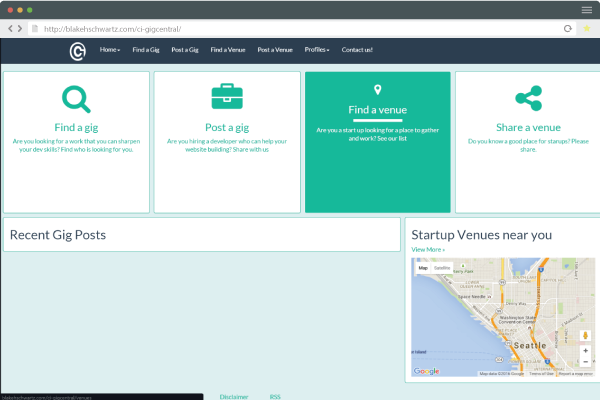 http://blakehschwartz.com/ci-gigcentral/
Home Find a Gig Post a Gig Find a Venue Post a Venue Profiles Contact us!
Find a gig
Are you looking for a work that you can sharpen
your dev skills? Find who is looking for you.
Post a gig
Are you hiring a developer who can help your
website building? Share with us
Find a venue
Are you a start up looking for a place to gather
and work? See our list
Share a venue
Do you know a good place for starups? Please
share.
Recent Gig Posts
Startup Venues near you
View More »
Map Satellite
Kerry Park
Space Needle
Washington State
Convention Center
Seattle
Google
Map data ©2016 Google Terms of Use Report a map error
blakehschwartz.com/ci-gigcentral/venues
Disclaimer RSS